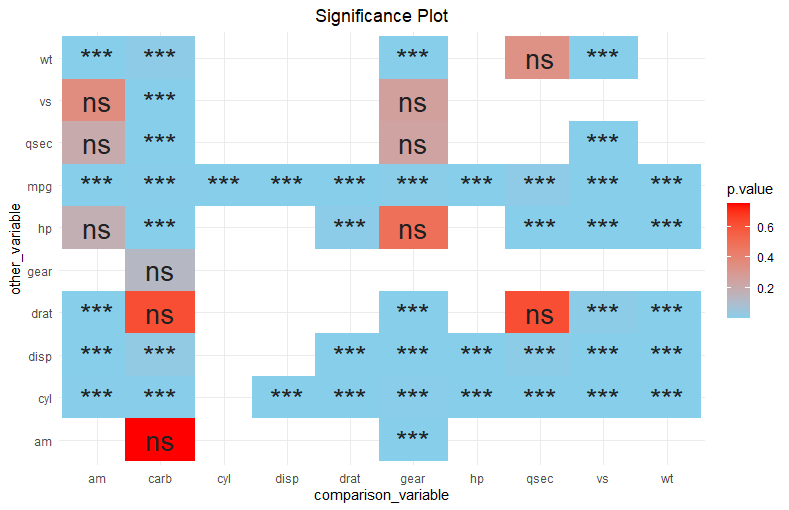 Significance Plot
other_variable
wt *** *** *** ns ***
vs ns *** ns
qsec ns *** ns ***
mpg *** *** *** *** *** *** *** *** *** ***
hp ns *** *** ns *** *** ***
gear ns
drat *** ns *** ns *** ***
disp *** *** *** *** *** *** *** ***
cyl *** *** *** *** *** *** *** *** ***
am ns ***
am carb cyl disp drat gear hp qsec vs wt
comparison_variable
p.value
0.6
0.4
0.2